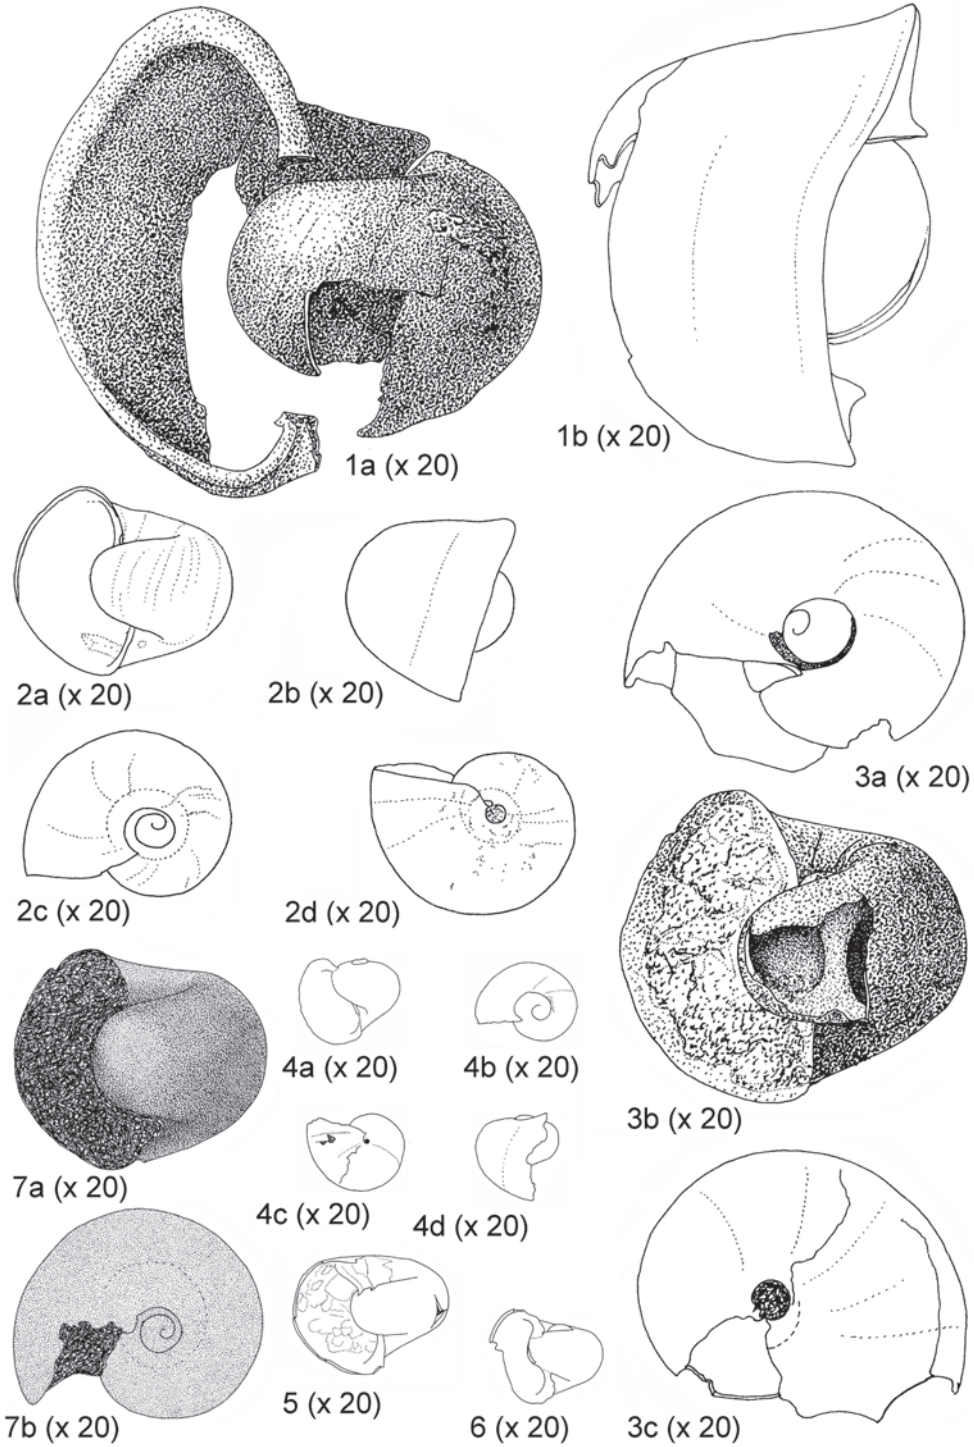 1a (x 20)
1b (x 20)
2a (x 20)
2b (x 20)
3a (x 20)
2c (x 20)
2d (x 20)
4a (x 20)
4b (x 20)
3b (x 20)
7a (x 20)
4c (x 20)
4d (x 20)
7b (x 20)
5 (x 20)
6 (x 20)
3c (x 20)